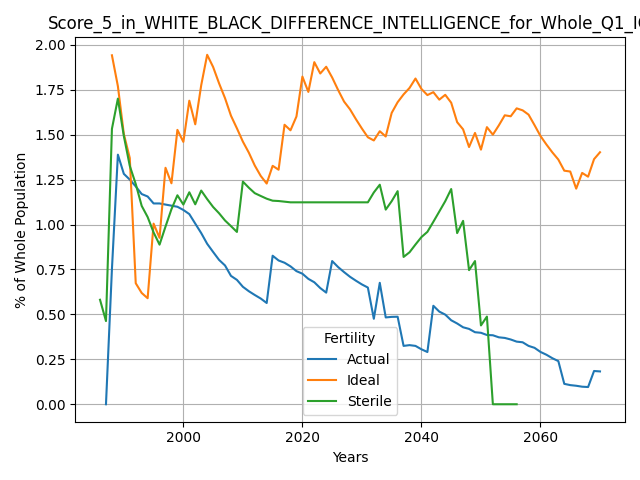 Score_5_in_WHITE_BLACK_DIFFERENCE_INTELLIGENCE_for_Whole_Q1_I
2.00
1.75
1.50
1.25
1.00
0.75
0.50
0.25
0.00
% of Whole Population
Fertility
Actual
Ideal
Sterile
2000
2020
2040
2060
Years